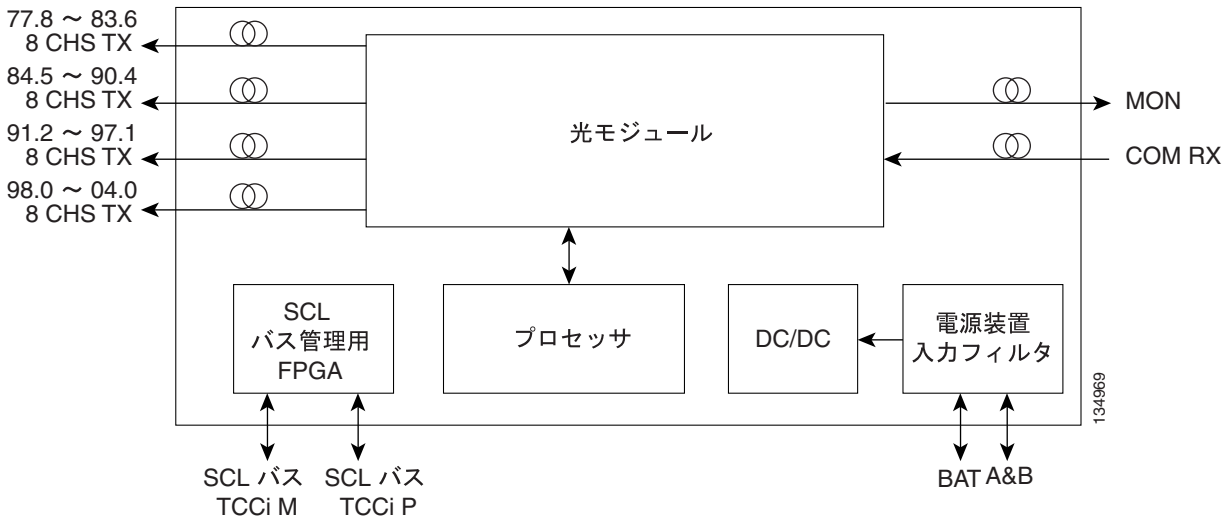 77.8 ～ 83.6
8 CHS TX
84.5 ～ 90.4
8 CHS TX
91.2 ～ 97.1
8 CHS TX
98.0 ～ 04.0
8 CHS TX
光モジュール
MON
COM RX
SCL
バス管理用
FPGA
プロセッサ
DC/DC
電源装置
入力フィルタ
134969
SCL バス
TCCi M
SCL バス
TCCi P
BAT
A&B